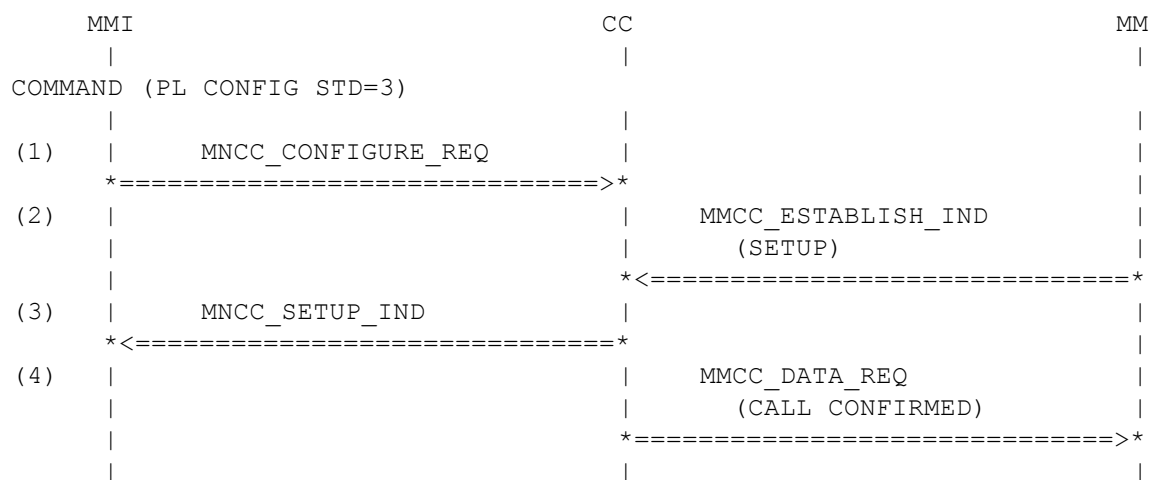 MMI CC MM
COMMAND (PL CONFIG STD=3)
(1) MNCC_CONFIGURE_REQ
(2) MMCC_ESTABLISH_IND
(SETUP)
(3) MNCC_SETUP_IND
(4) MMCC_DATA_REQ
(CALL CONFIRMED)